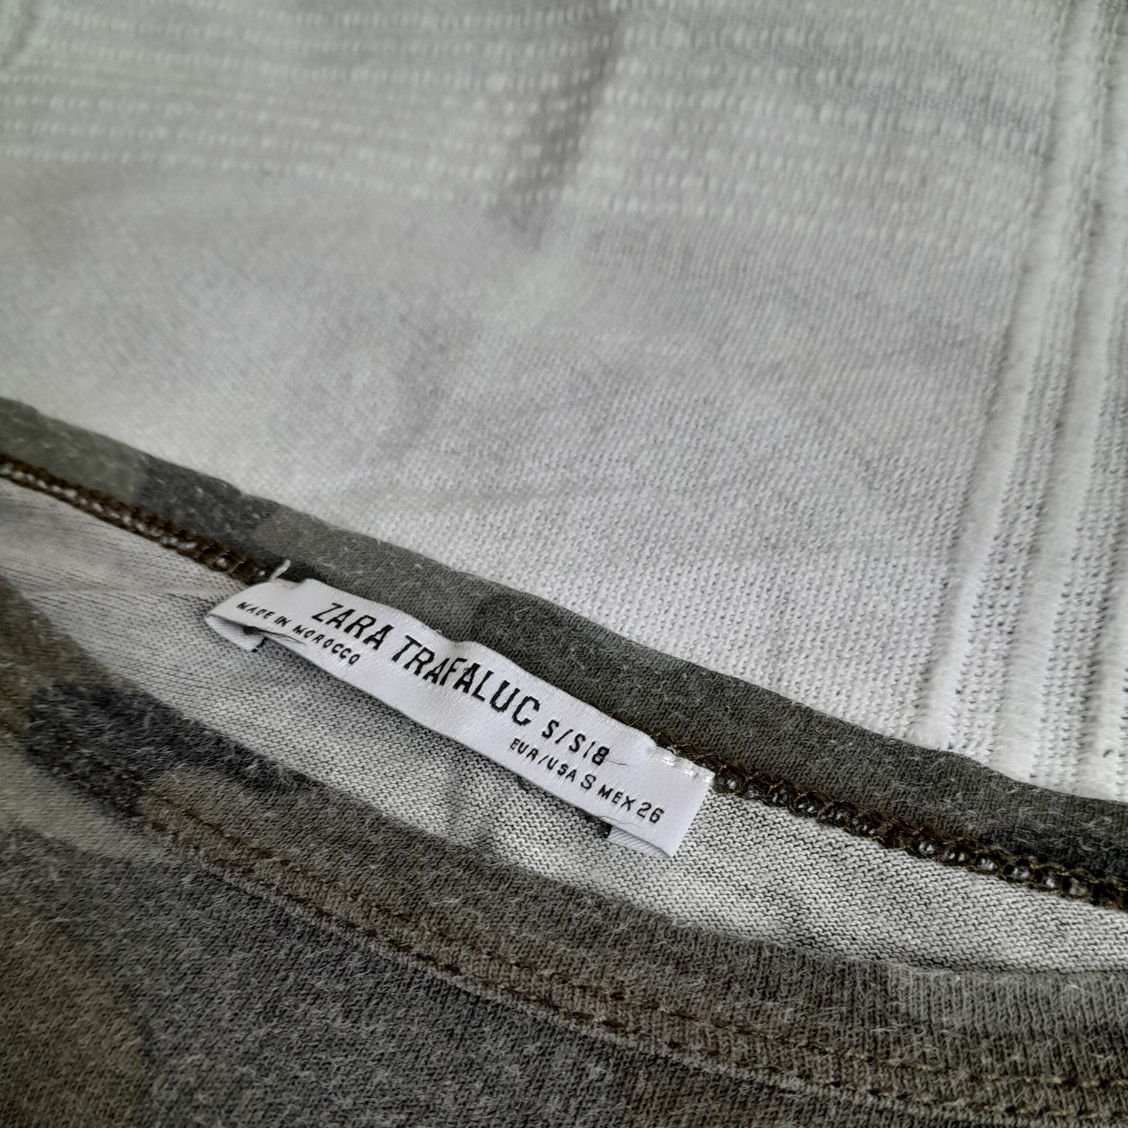 ZARA TRAFALUC S/S18
MADE IN MOROCCO
EUR/USA S MEX 26